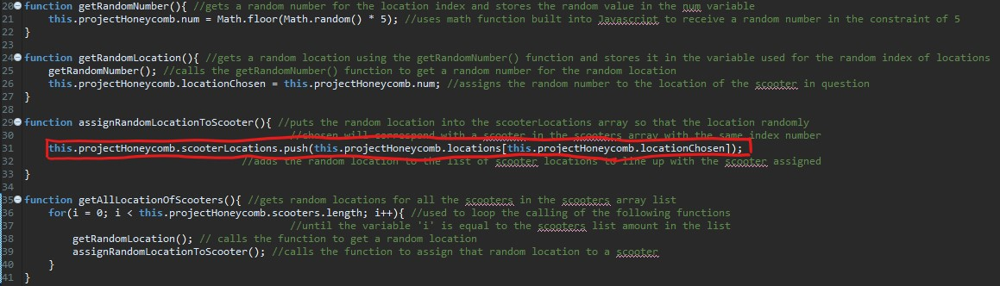 20 function getRandomNumber(){ //gets a random number for the location index and stores the random value in the num variable
21 this.projectHoneycomb.num = Math.floor(Math.random() * 5); //uses math function built into Javascript to receive a random number in the constraint of 5
22 }
23
24 function getRandomLocation(){ //gets a random location using the getRandomNumber() function and stores it in the variable used for the random index of locations
25 getRandomNumber(); //calls the getRandomNumber() function to get a random number for the random location
26 this.projectHoneycomb.locationChosen = this.projectHoneycomb.num; //assigns the random number to the location of the scooter in question
27 }
28
29 function assignRandomLocationToScooter(){ //puts the random location into the scooterLocations array so that the location randomly
30 //chosen will correspond with a scooter in the scooters array with the same index number
31 this.projectHoneycomb.scooterLocations.push(this.projectHoneycomb.locations[this.projectHoneycomb.locationChosen]);
32 //adds the random location to the list of scooter locations to line up with the scooter assigned
33 }
34
35 function getAllLocationOfScooters(){ //gets random locations for all the scooters in the scooters array list
36 for(i = 0; i < this.projectHoneycomb.scooters.length; i++){ //used to loop the calling of the following functions
37 //until the variable 'i' is equal to the scooters list amount in the list
38 getRandomLocation(); // calls the function to get a random location
39 assignRandomLocationToScooter(); //calls the function to assign that random location to a scooter
40 }
41 }